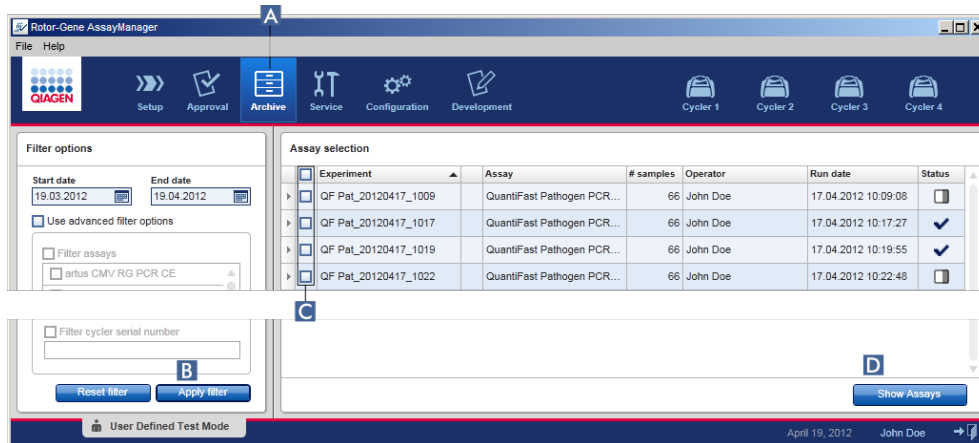 A
Rotor-Gene AssayManager
File Help
QIAGEN
Setup Approval Archive Service Configuration Development Cycler 1 Cycler 2 Cycler 3 Cycler 4
Filter options
Start date End date
19.03.2012 19.04.2012
Use advanced filter options
Filter assays
artus CMV RG PCR CE
Filter cycler serial number
B
Reset filter Apply filter
Assay selection
Experiment Assay # samples Operator Run date Status
QF Pat_20120417_1009 QuantiFast Pathogen PCR... 66 John Doe 17.04.2012 10:09:08
QF Pat_20120417_1017 QuantiFast Pathogen PCR... 66 John Doe 17.04.2012 10:17:27
QF Pat_20120417_1019 QuantiFast Pathogen PCR... 66 John Doe 17.04.2012 10:19:55
QF Pat_20120417_1022 QuantiFast Pathogen PCR... 66 John Doe 17.04.2012 10:22:48
C
D
Show Assays
User Defined Test Mode April 19, 2012 John Doe